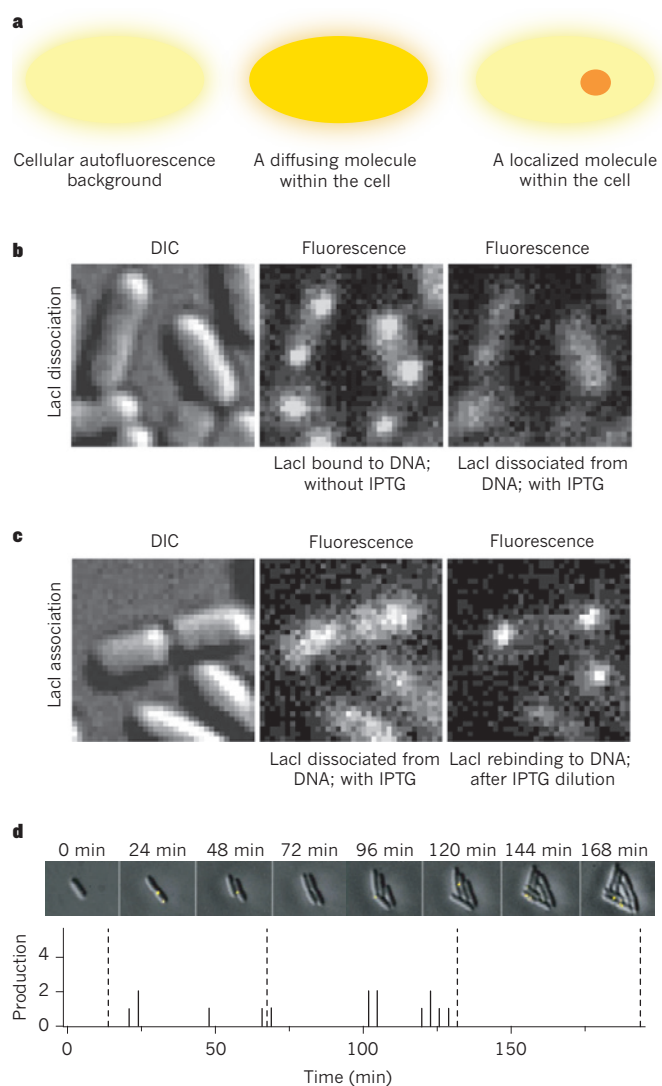 a
Cellular autofluorescence
background
A diffusing molecule
within the cell
A localized molecule
within the cell
b
DIC
Fluorescence
Fluorescence
LacI dissociation
LacI bound to DNA;
without IPTG
LacI dissociated from
DNA; with IPTG
c
DIC
Fluorescence
Fluorescence
LacI association
LacI dissociated from
DNA; with IPTG
LacI rebinding to DNA;
after IPTG dilution
d
0 min
24 min
48 min
72 min
96 min
120 min
144 min
168 min
Production
4
2
0
0
50
100
150
Time (min)